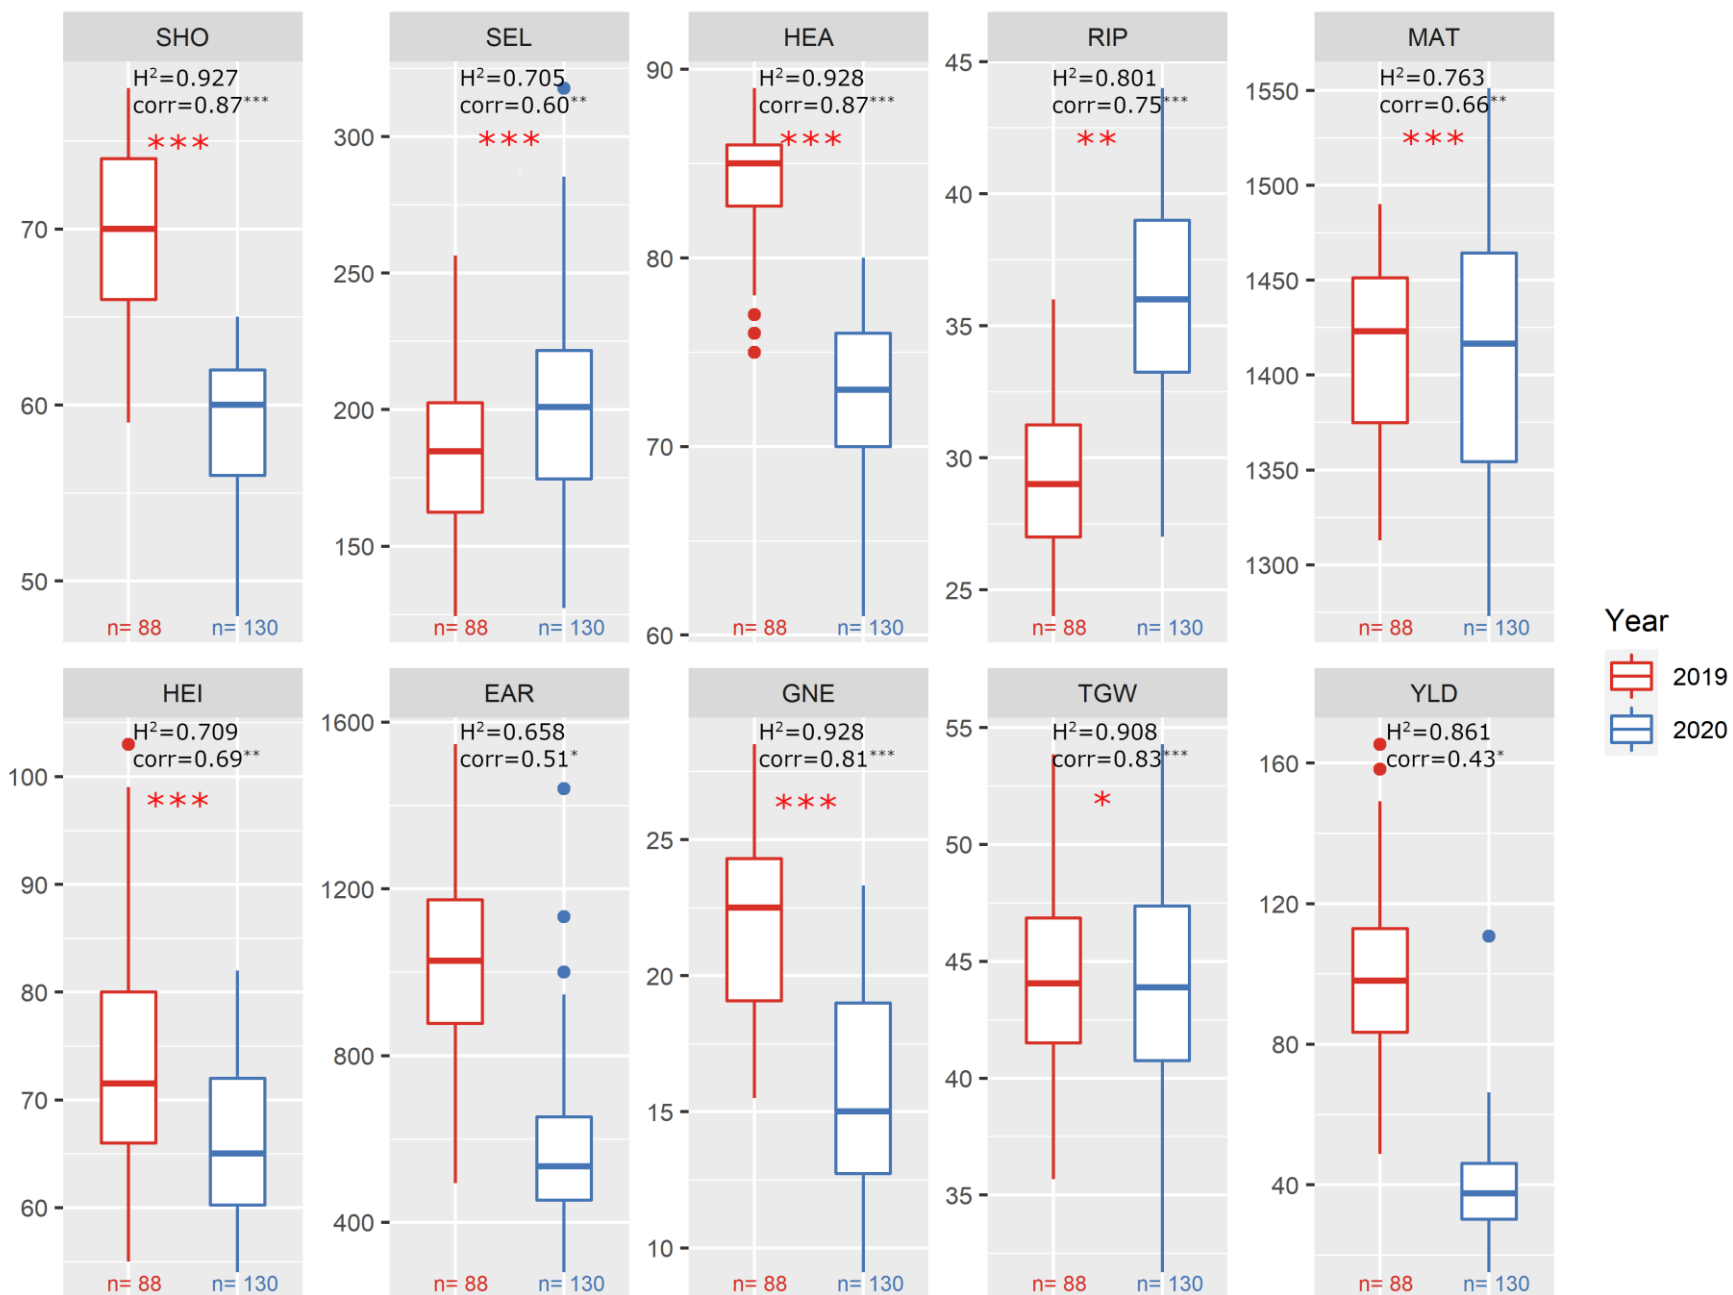 SHO
H²=0.927
corr=0.87***
***
70
60
50
n= 88 n= 130
SEL
H²=0.705
corr=0.60**
***
300
250
200
150
n= 88 n= 130
HEA
H²=0.928
corr=0.87***
***
90
80
70
60
n= 88 n= 130
RIP
H²=0.801
corr=0.75***
**
45
40
35
30
25
n= 88 n= 130
MAT
H²=0.763
corr=0.66**
***
1550
1500
1450
1400
1350
1300
n= 88 n= 130
HEI
H²=0.709
corr=0.69**
***
100
90
80
70
60
n= 88 n= 130
EAR
H²=0.658
corr=0.51*
1600
1200
800
400
n= 88 n= 130
GNE
H²=0.928
corr=0.81***
***
25
20
15
10
n= 88 n= 130
TGW
H²=0.908
corr=0.83***
*
55
50
45
40
35
n= 88 n= 130
YLD
H²=0.861
corr=0.43*
160
120
80
40
n= 88 n= 130
Year
2019
2020